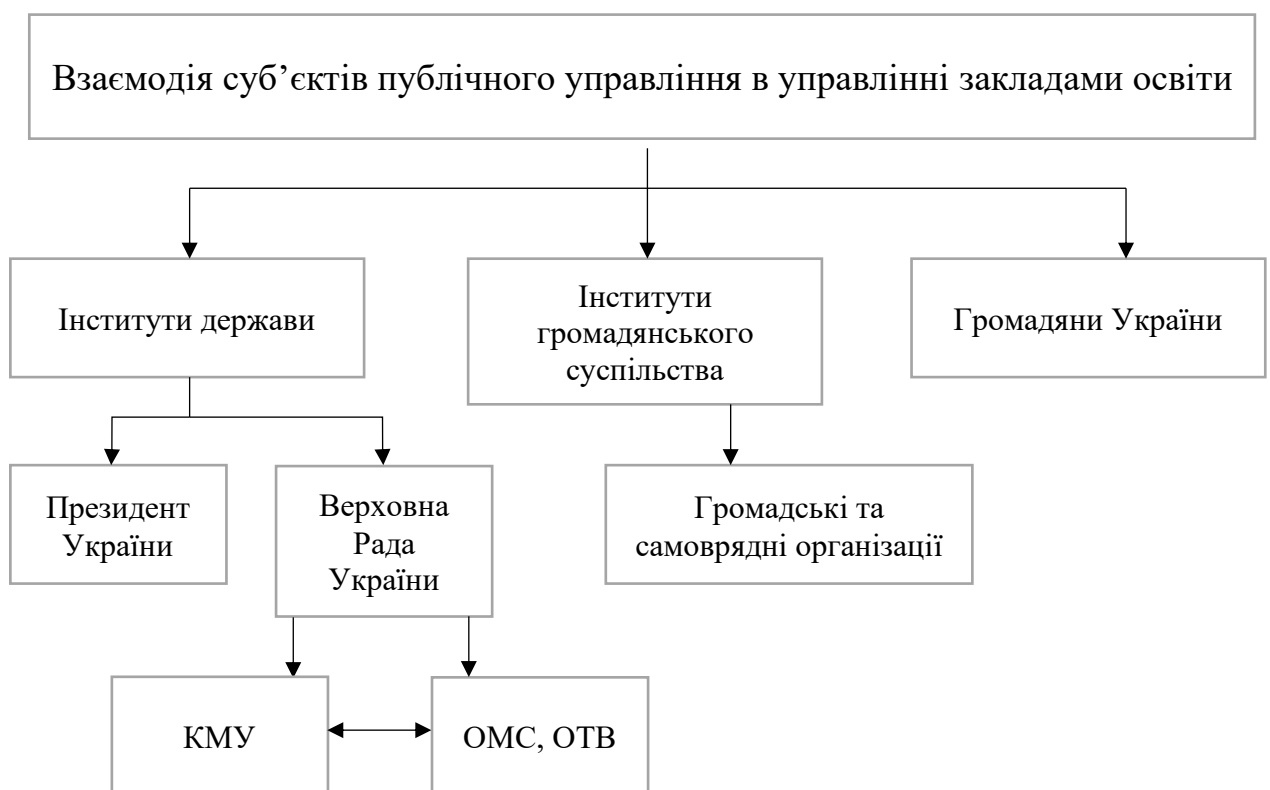 Взаємодія суб’єктів публічного управління в управлінні закладами освіти
Інститути держави
Інститути
громадянського
суспільства
Громадяни України
Президент
України
Верховна
Рада
України
Громадські та
самоврядні організації
КМУ
ОМС, ОТВ